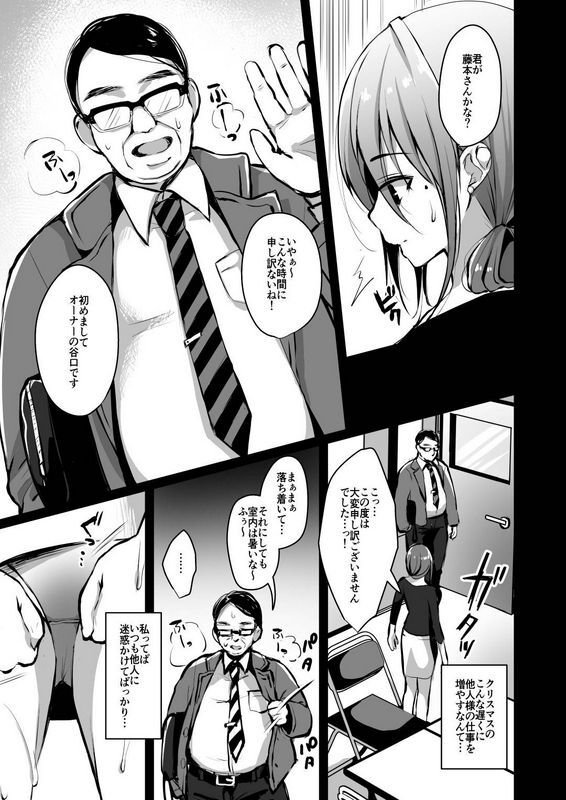 君が
藤本さんかな？
いやぁ～
こんな時間に
申し訳ないね！
初めまして
オーナーの谷口です
ふーっ
ふーっ
こっ…
この度は
大変申し訳ございません
でした…っ！
ガタッ
クリスマスの
こんな遅くに
他人様の仕事を
増やすなんて…
まぁまぁ
落ち着いて…
それにしても
室内は暑いな～
ふぅ～
……
パタ
パタ
私ってば
いつも他人に
迷惑かけてばっかり…